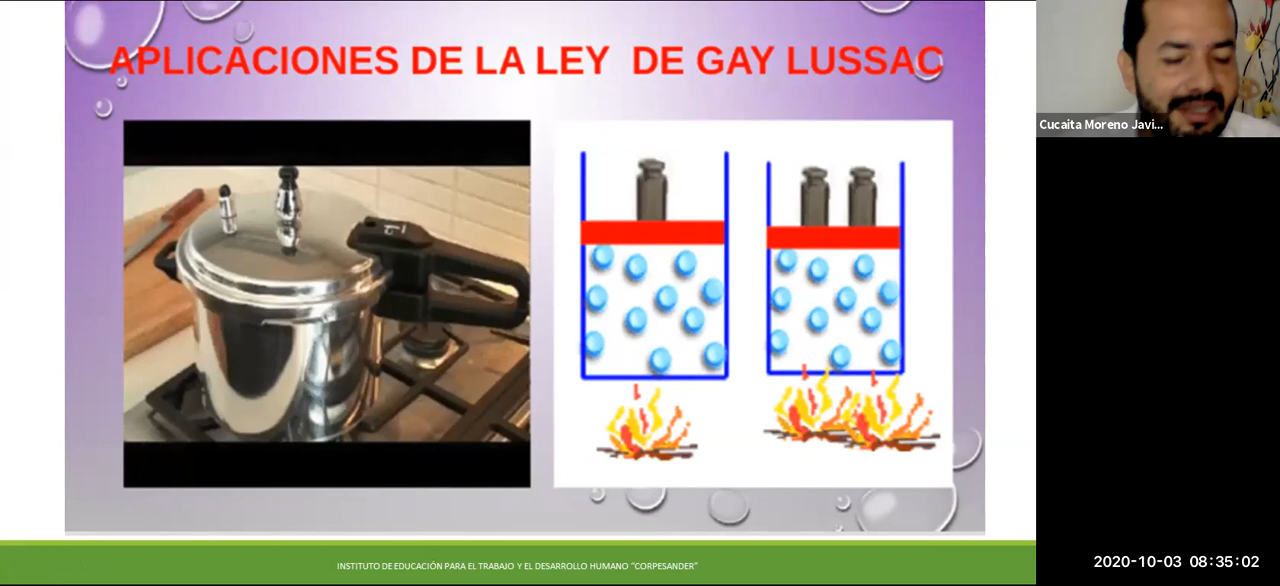 APLICACIONES DE LA LEY DE GAY LUSSAC
Cucaita Moreno Javi...
INSTITUTO DE EDUCACIÓN PARA EL TRABAJO Y EL DESARROLLO HUMANO "CORPESANDER"
2020-10-03 08:35:02